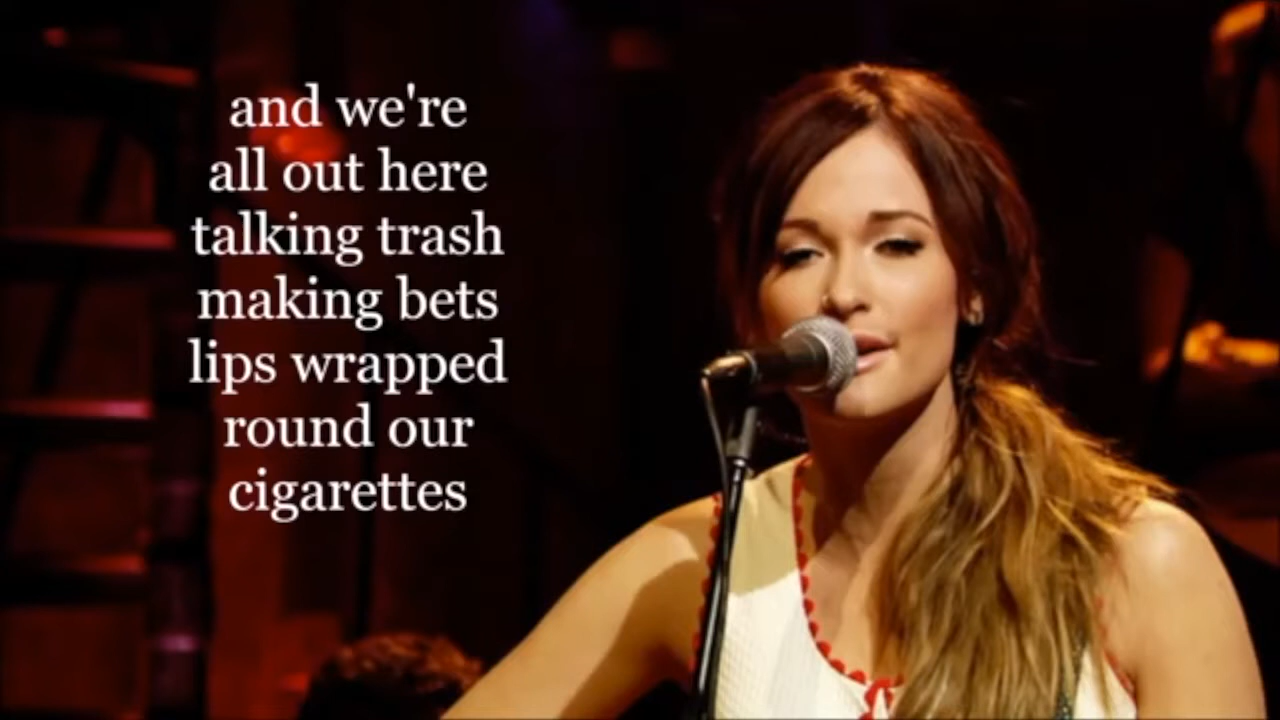 and we're
all out here
talking trash
making bets
lips wrapped
round our
cigarettes